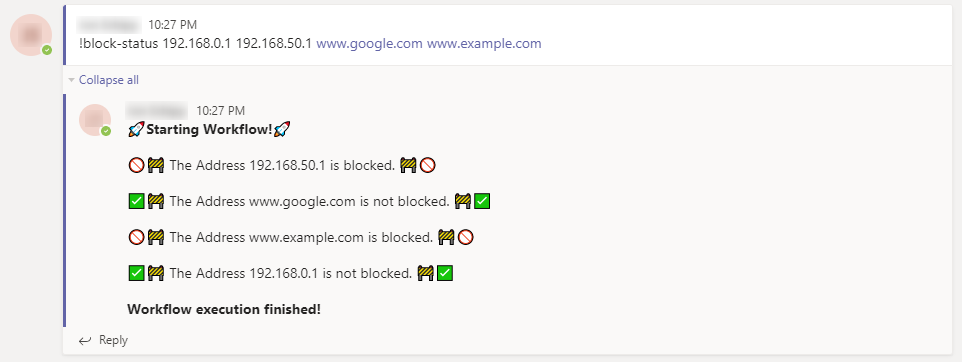 10:27 PM
!block-status 192.168.0.1 192.168.50.1 www.google.com www.example.com
Collapse all
10:27 PM
🚀Starting Workflow!🚀
🚫🚧 The Address 192.168.50.1 is blocked. 🚧🚫
✅🚧 The Address www.google.com is not blocked. 🚧✅
🚫🚧 The Address www.example.com is blocked. 🚧🚫
✅🚧 The Address 192.168.0.1 is not blocked. 🚧✅
Workflow execution finished!
Reply